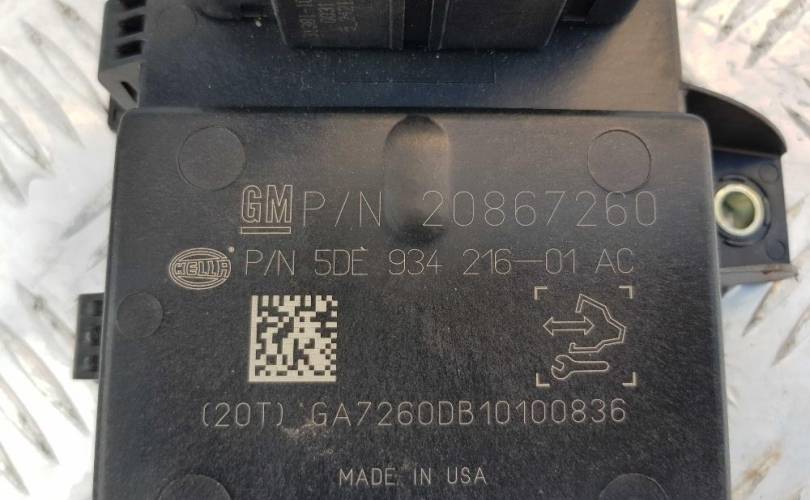 GM P/N 20867260
HELLA P/N 5DE 934 216-01 AC
(20T) GA7260DB10100836
MADE IN USA